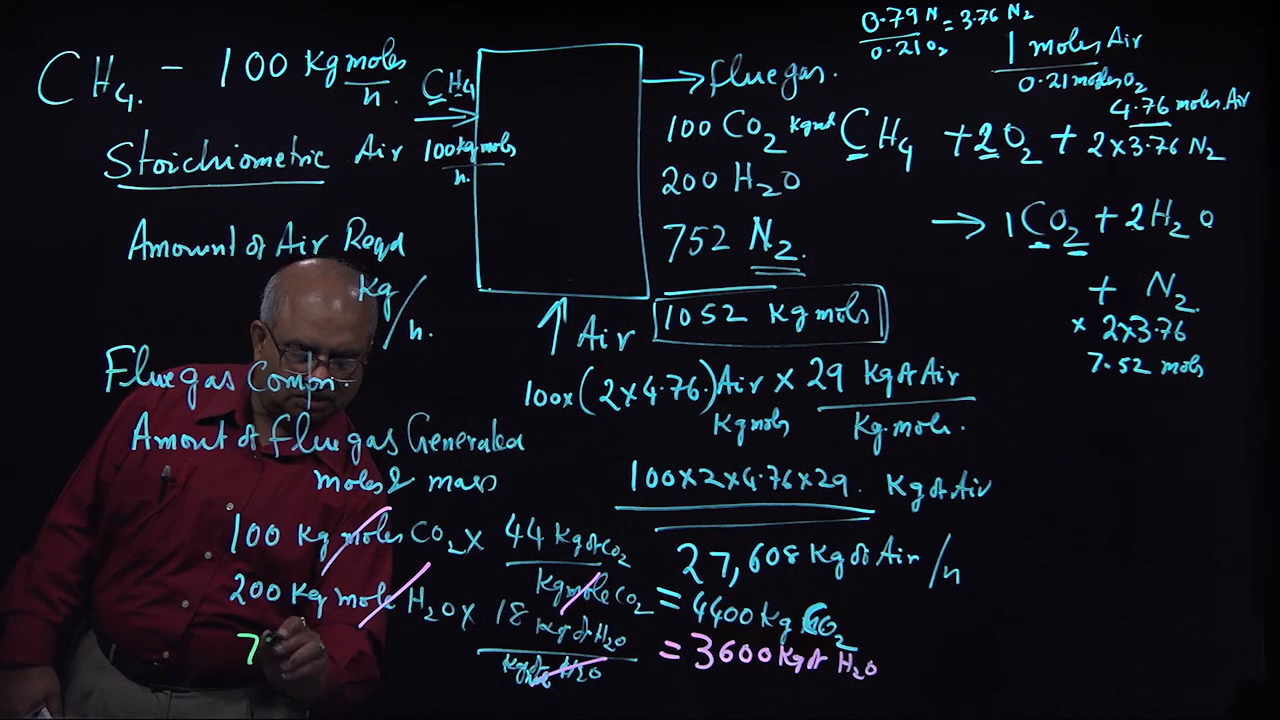 CH4. - 100 Kgmoles/h.
Stoichiometric Air
Amount of Air Reqd
Kg/h.
Flue gas Compn.
Amount of flue gas Generated
moles & mass
CH4
100 kg moles/h.
Air
→ flue gas.
100 CO2
200 H2O
752 N2.
1052 Kg mols
0.79 N/0.21 O2 = 3.76 N2
1 moles Air/0.21 moles O2
4.76 moles Air
CH4 + 2O2 + 2×3.76 N2
→ 1CO2 + 2H2O
+ N2
× 2×3.76
7.52 mols
100×(2×4.76.)Air × 29 Kg of Air/Kg.mole.
Kg mols
100×2×4.76×29. Kg of Air
27,608 Kg of Air/h
100 Kg moles CO2 × 44 Kg of CO2/Kg mole CO2 = 4400 Kg CO2
200 Kg mole H2O × 18 Kg of H2O/Kg of H2O = 3600 Kg of H2O
7